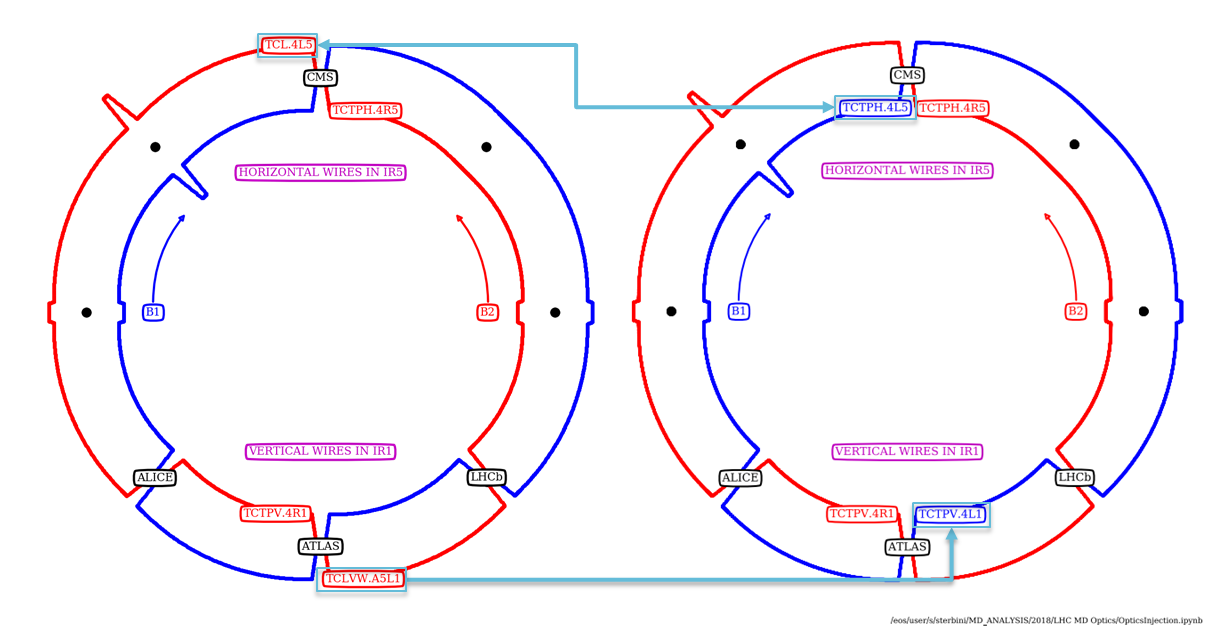 TCL.4L5
CMS
TCTPH.4R5
HORIZONTAL WIRES IN IR5
B1
B2
VERTICAL WIRES IN IR1
ALICE
LHCb
TCTPV.4R1
ATLAS
TCLVW.A5L1
CMS
TCTPH.4L5
TCTPH.4R5
HORIZONTAL WIRES IN IR5
B1
B2
VERTICAL WIRES IN IR1
ALICE
LHCb
TCTPV.4R1
TCTPV.4L1
ATLAS
/eos/user/s/sterbini/MD_ANALYSIS/2018/LHC MD Optics/OpticsInjection.ipynb